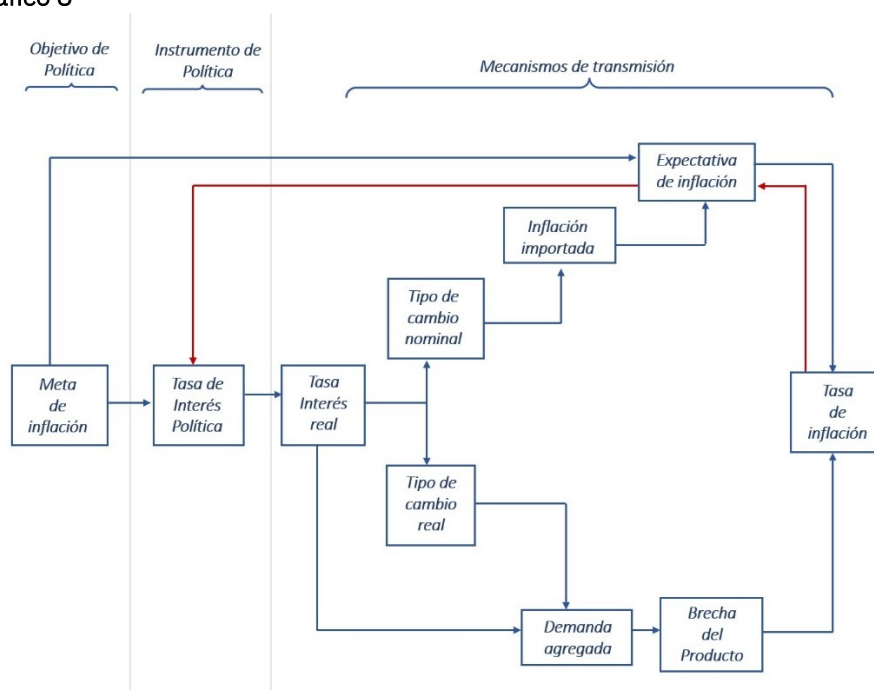 Objetivo de
Política
Instrumento de
Política
Mecanismos de transmisión
Expectativa
de inflación
Inflación
importada
Tipo de
cambio
nominal
Meta
de
inflación
Tasa de
Interés
Política
Tasa
Interés
real
Tasa
de
inflación
Tipo de
cambio
real
Demanda
agregada
Brecha
del
Producto